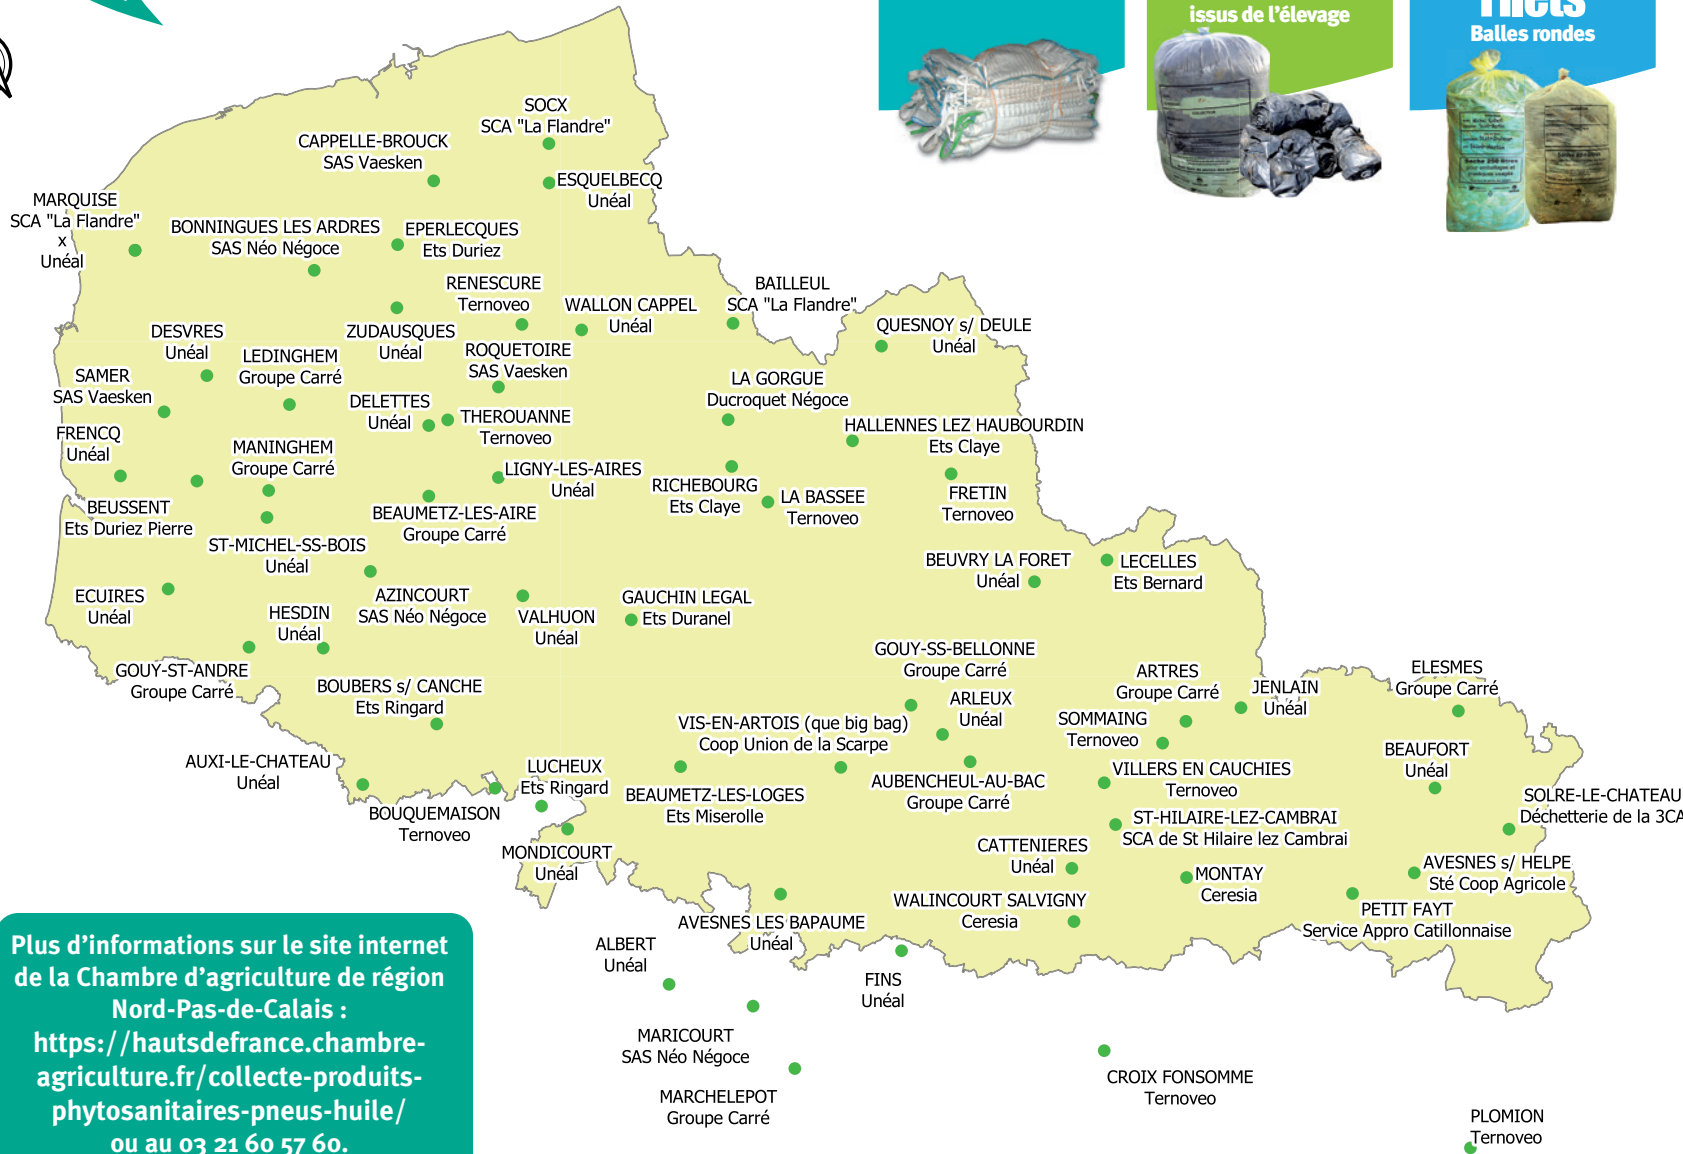 issus de l'élevage
Filets
Balles rondes
SOCX
SCA "La Flandre"
CAPPELLE-BROUCK
SAS Vaesken
ESQUELBECQ
Unéal
MARQUISE
SCA "La Flandre"
x
Unéal
BONNINGUES LES ARDRES
SAS Néo Négoce
EPERLECQUES
Ets Duriez
RENESCURE
Ternoveo
WALLON CAPPEL
Unéal
BAILLEUL
SCA "La Flandre"
QUESNOY s/ DEULE
Unéal
DESVRES
Unéal
ZUDAUSQUES
Unéal
LEDINGHEM
Groupe Carré
ROQUETOIRE
SAS Vaesken
SAMER
SAS Vaesken
LA GORGUE
Ducroquet Négoce
DELETTES
Unéal
THEROUANNE
Ternoveo
HALLENNES LEZ HAUBOURDIN
Ets Claye
FRENCQ
Unéal
MANINGHEM
Groupe Carré
LIGNY-LES-AIRES
Unéal
RICHEBOURG
Ets Claye
LA BASSEE
Ternoveo
FRETIN
Ternoveo
BEUSSENT
Ets Duriez Pierre
BEAUMETZ-LES-AIRE
Groupe Carré
ST-MICHEL-SS-BOIS
Unéal
BEUVRY LA FORET
Unéal
LECELLES
Ets Bernard
ECUIRES
Unéal
AZINCOURT
SAS Néo Négoce
HESDIN
Unéal
VALHUON
Unéal
GAUCHIN LEGAL
Ets Duranel
GOUY-ST-ANDRE
Groupe Carré
GOUY-SS-BELLONNE
Groupe Carré
ARTRES
Groupe Carré
JENLAIN
Unéal
ELESMES
Groupe Carré
BOUBERS s/ CANCHE
Ets Ringard
ARLEUX
Unéal
VIS-EN-ARTOIS (que big bag)
Coop Union de la Scarpe
SOMMAING
Ternoveo
BEAUFORT
Unéal
AUXI-LE-CHATEAU
Unéal
LUCHEUX
Ets Ringard
AUBENCHEUL-AU-BAC
Groupe Carré
VILLERS EN CAUCHIES
Ternoveo
BEAUMETZ-LES-LOGES
Ets Miserolle
SOLRE-LE-CHATEAU
Déchetterie de la 3CA
BOUQUEMAISON
Ternoveo
ST-HILAIRE-LEZ-CAMBRAI
SCA de St Hilaire lez Cambrai
MONDICOURT
Unéal
CATTENIERES
Unéal
MONTAY
Ceresia
AVESNES s/ HELPE
Sté Coop Agricole
WALINCOURT SALVIGNY
Ceresia
PETIT FAYT
Service Appro Catillonnaise
AVESNES LES BAPAUME
Unéal
ALBERT
Unéal
FINS
Unéal
MARICOURT
SAS Néo Négoce
MARCHELEPOT
Groupe Carré
CROIX FONSOMME
Ternoveo
PLOMION
Ternoveo
Plus d'informations sur le site internet
de la Chambre d'agriculture de région
Nord-Pas-de-Calais :
https://hautsdefrance.chambre-
agriculture.fr/collecte-produits-
phytosanitaires-pneus-huile/
ou au 03 21 60 57 60.